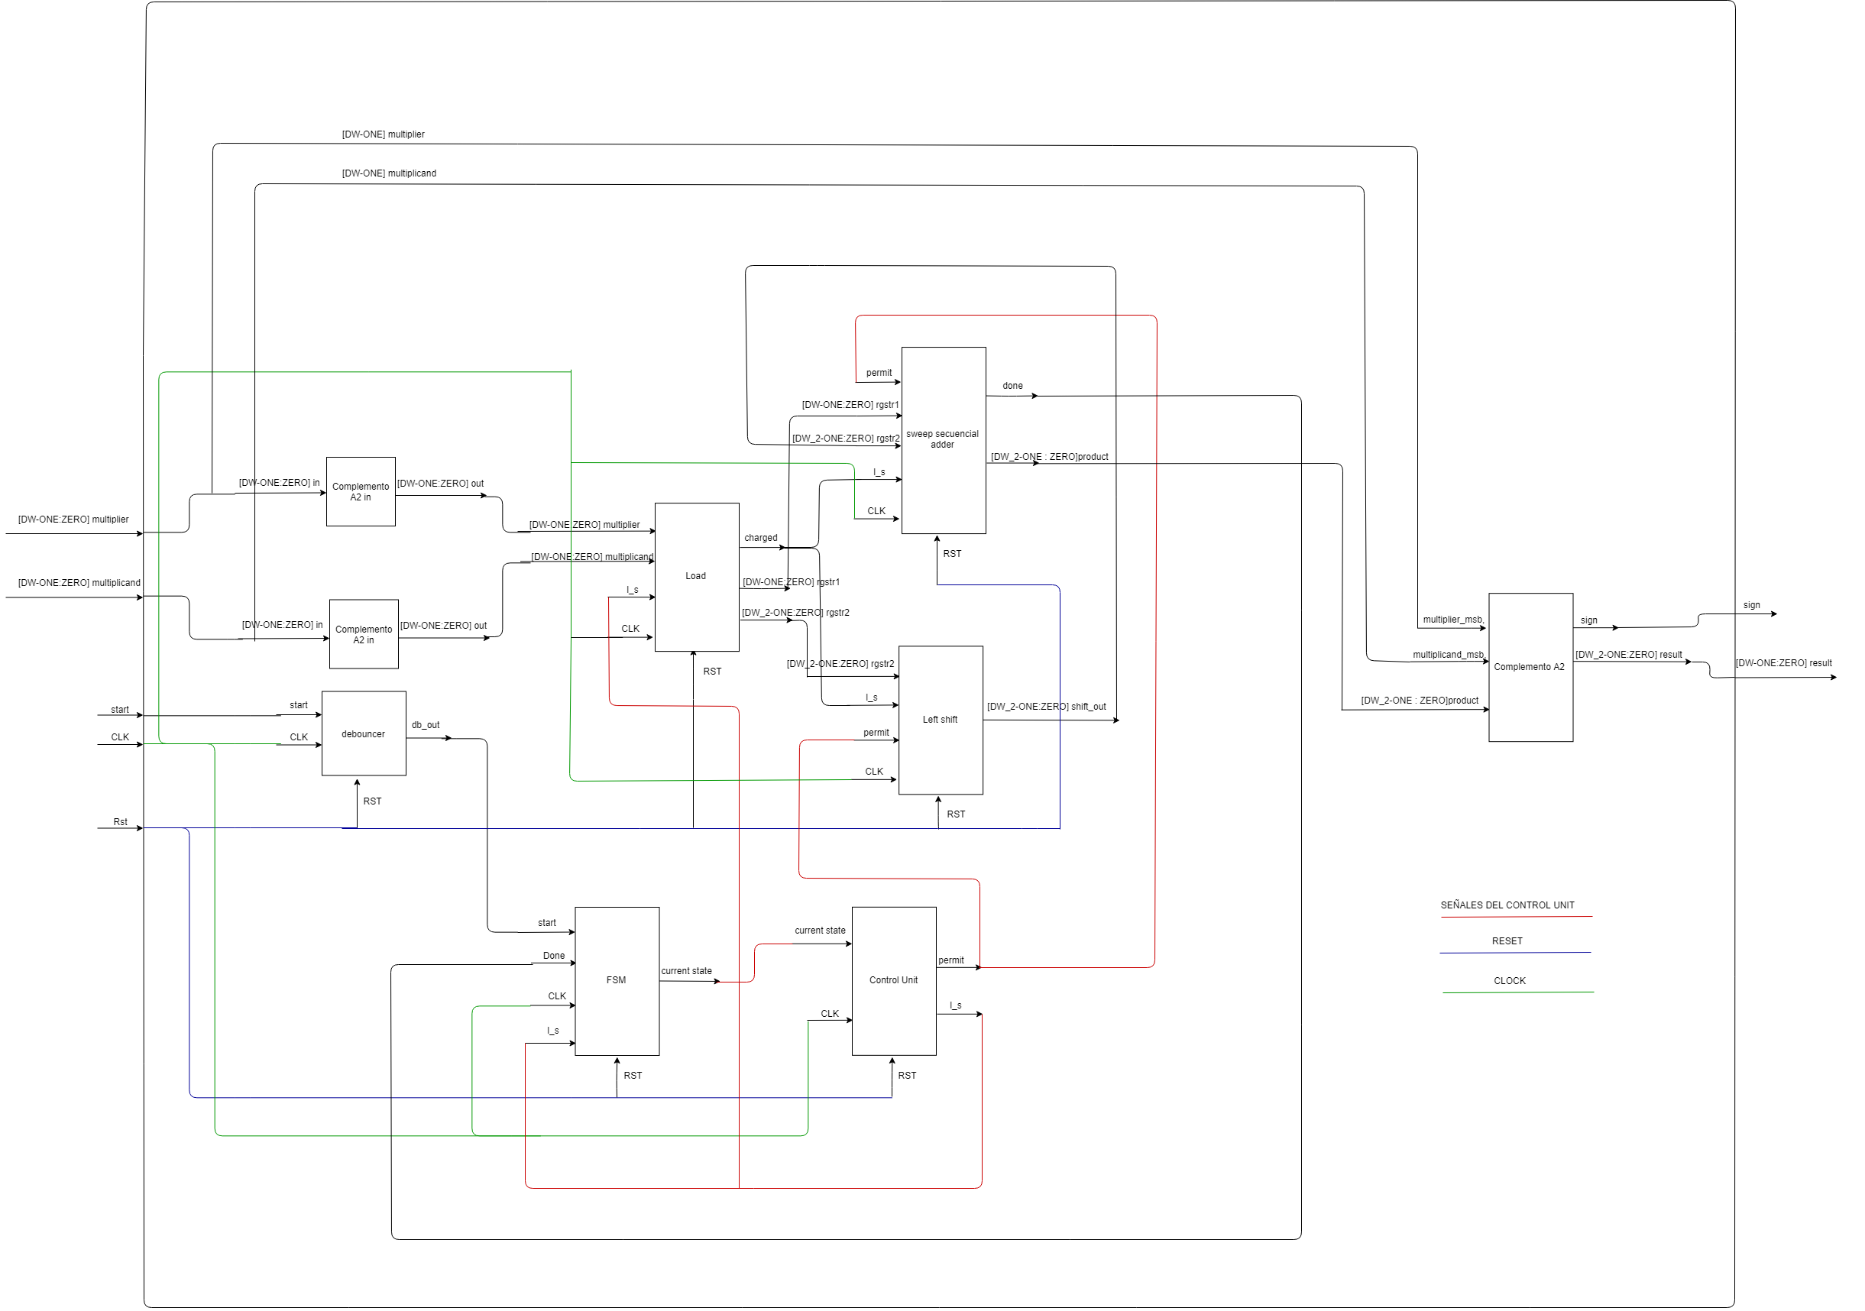 [DW-ONE] multiplier
[DW-ONE] multiplicand
permit
done
[DW-ONE:ZERO] rgstr1
[DW_2-ONE:ZERO] rgstr2
sweep secuencial
adder
[DW_2-ONE : ZERO]product
l_s
CLK
RST
[DW-ONE:ZERO] multiplier
[DW-ONE:ZERO] in
Complemento
A2 in
[DW-ONE:ZERO] out
[DW-ONE:ZERO] multiplicand
[DW-ONE:ZERO] in
Complemento
A2 in
[DW-ONE:ZERO] out
[DW-ONE:ZERO] multiplier
[DW-ONE:ZERO] multiplicand
l_s
CLK
Load
charged
[DW-ONE:ZERO] rgstr1
[DW_2-ONE:ZERO] rgstr2
RST
[DW_2-ONE:ZERO] rgstr2
l_s
permit
CLK
Left shift
[DW_2-ONE:ZERO] shift_out
RST
multiplier_msb,
multiplicand_msb,
[DW_2-ONE : ZERO]product
Complemento A2
sign
[DW_2-ONE:ZERO] result
sign
[DW-ONE:ZERO] result
start
CLK
Rst
start
CLK
debouncer
db_out
RST
start
Done
CLK
l_s
FSM
current state
RST
current state
CLK
Control Unit
permit
l_s
RST
SEÑALES DEL CONTROL UNIT
RESET
CLOCK